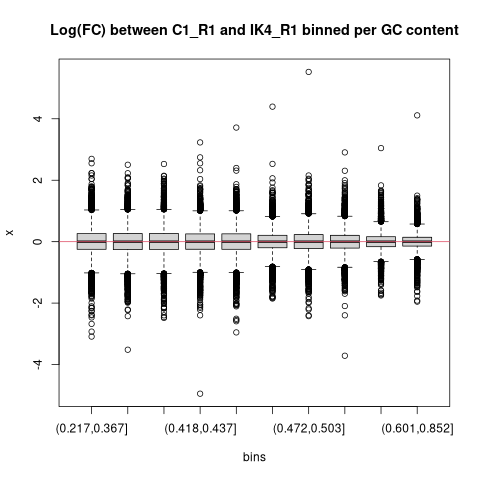 Log(FC) between C1_R1 and IK4_R1 binned per GC content
4
2
0
-2
-4
x
(0.217,0.367] (0.418,0.437] (0.472,0.503] (0.601,0.852]
bins